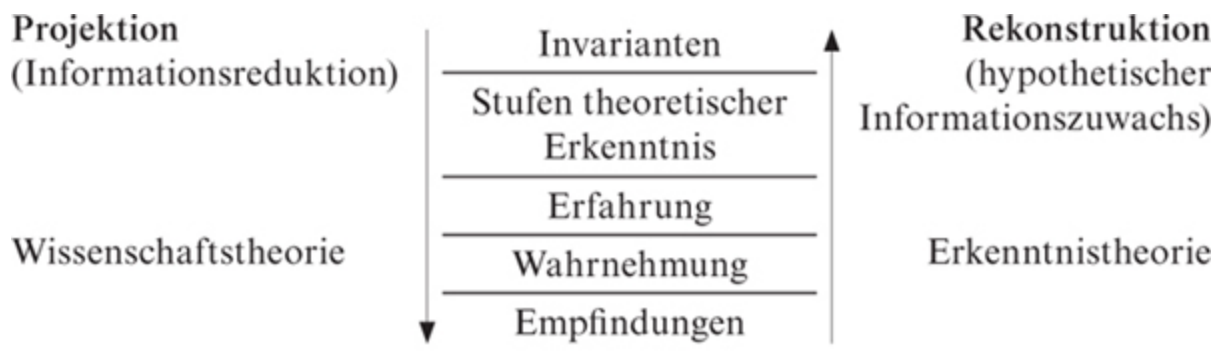 Projektion
(Informationsreduktion)
Wissenschaftstheorie
Invarianten
Stufen theoretischer
Erkenntnis
Erfahrung
Wahrnehmung
Empfindungen
Rekonstruktion
(hypothetischer
Informationszuwachs)
Erkenntnistheorie